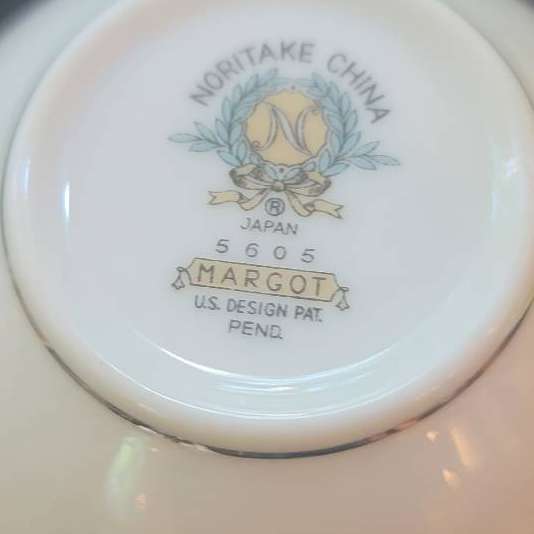 NORITAKE CHINA
N
®
JAPAN
5605
MARGOT
U.S. DESIGN PAT.
PEND.